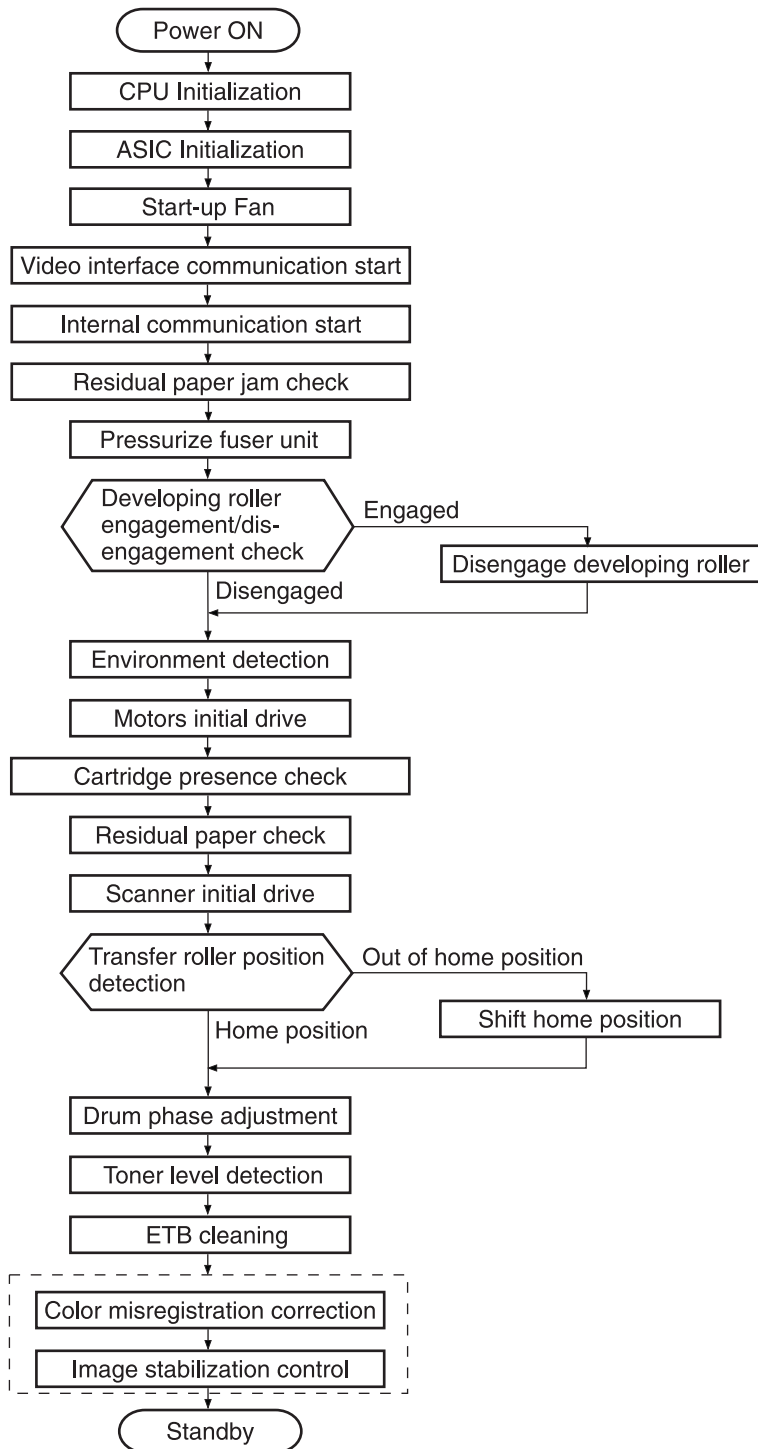 Power ON
CPU Initialization
ASIC Initialization
Start-up Fan
Video interface communication start
Internal communication start
Residual paper jam check
Pressurize fuser unit
Developing roller
engagement/dis-
engagement check
Engaged
Disengage developing roller
Disengaged
Environment detection
Motors initial drive
Cartridge presence check
Residual paper check
Scanner initial drive
Transfer roller position
detection
Out of home position
Shift home position
Home position
Drum phase adjustment
Toner level detection
ETB cleaning
Color misregistration correction
Image stabilization control
Standby